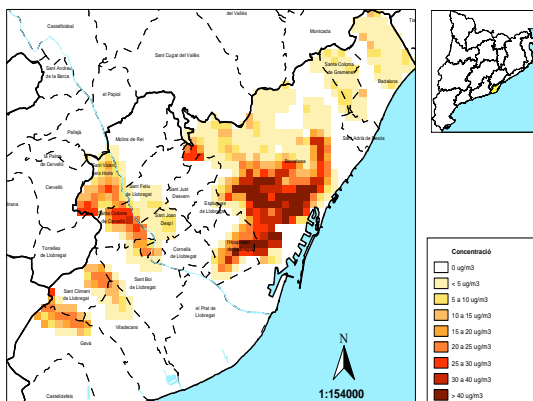 del Vallès
Castellbisbal
Montcada
Tia
Sant Cugat del Vallès
Sant Andreu
de la Barca
Santa Coloma
de Gramenet
Badalona
el Papiol
Pallejà
Molins de Rei
Sant Adrià de Besòs
la Palma
de Cervelló
Sant Vicenç
dels Horts
Barcelona
Cervelló
Sant Feliu
de Llobregat
Sant Just
Desvern
Esplugues
de Llobregat
Santa Coloma
de Cervelló
Sant Joan
Despí
l'Hospitalet
de Llobregat
Torrelles
de Llobregat
Cornellà
de Llobregat
Sant Boi
de Llobregat
Sant Climent
de Llobregat
el Prat de
Llobregat
Viladecans
Gavà
Castelldefels
N
1:154000
Concentració
0 ug/m3
< 5 ug/m3
5 a 10 ug/m3
10 a 15 ug/m3
15 a 20 ug/m3
20 a 25 ug/m3
25 a 30 ug/m3
30 a 40 ug/m3
> 40 ug/m3